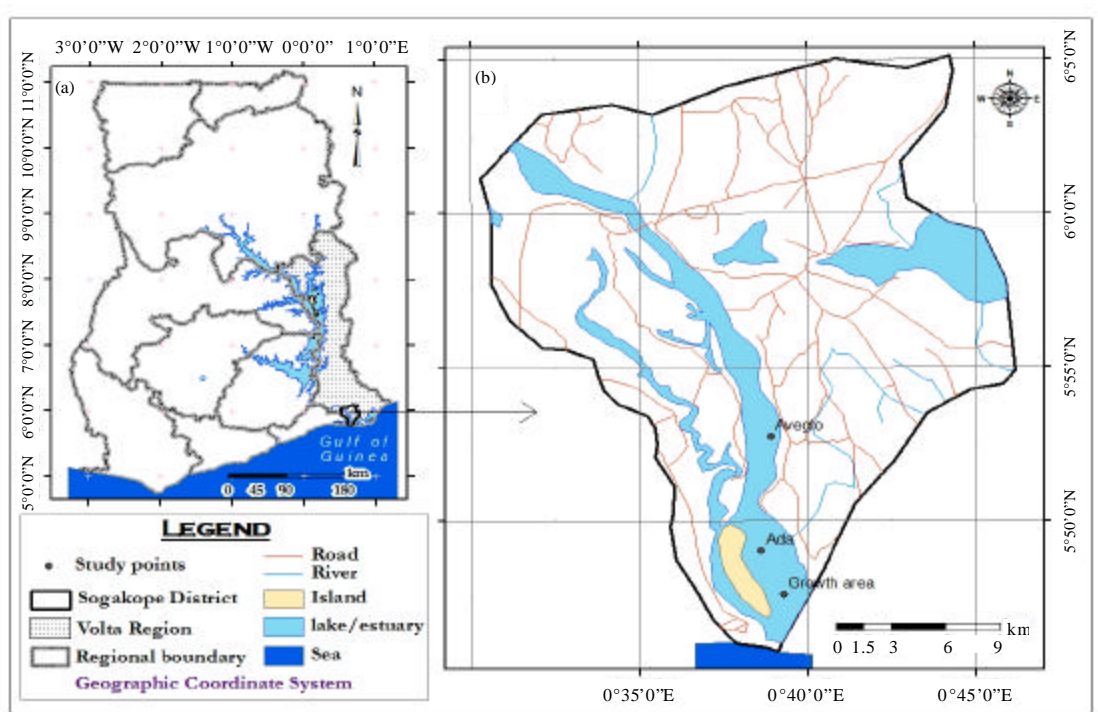 3°0'0"W 2°0'0"W 1°0'0"W 0°0'0" 1°0'0"E
(a)
N
11°0'0"N
10°0'0"N
9°0'0"N
8°0'0"N
7°0'0"N
6°0'0"N
5°0'0"N
Gulf of
Guinea
km
0 45 90 180
LEGEND
Study points
Sogakope District
Volta Region
Regional boundary
Road
River
Island
lake/estuary
Sea
Geographic Coordinate System
(b)
N
W E
S
6°5'0"N
6°0'0"N
5°55'0"N
5°50'0"N
Avegto
Ada
Growth area
km
0 1.5 3 6 9
0°35'0"E 0°40'0"E 0°45'0"E